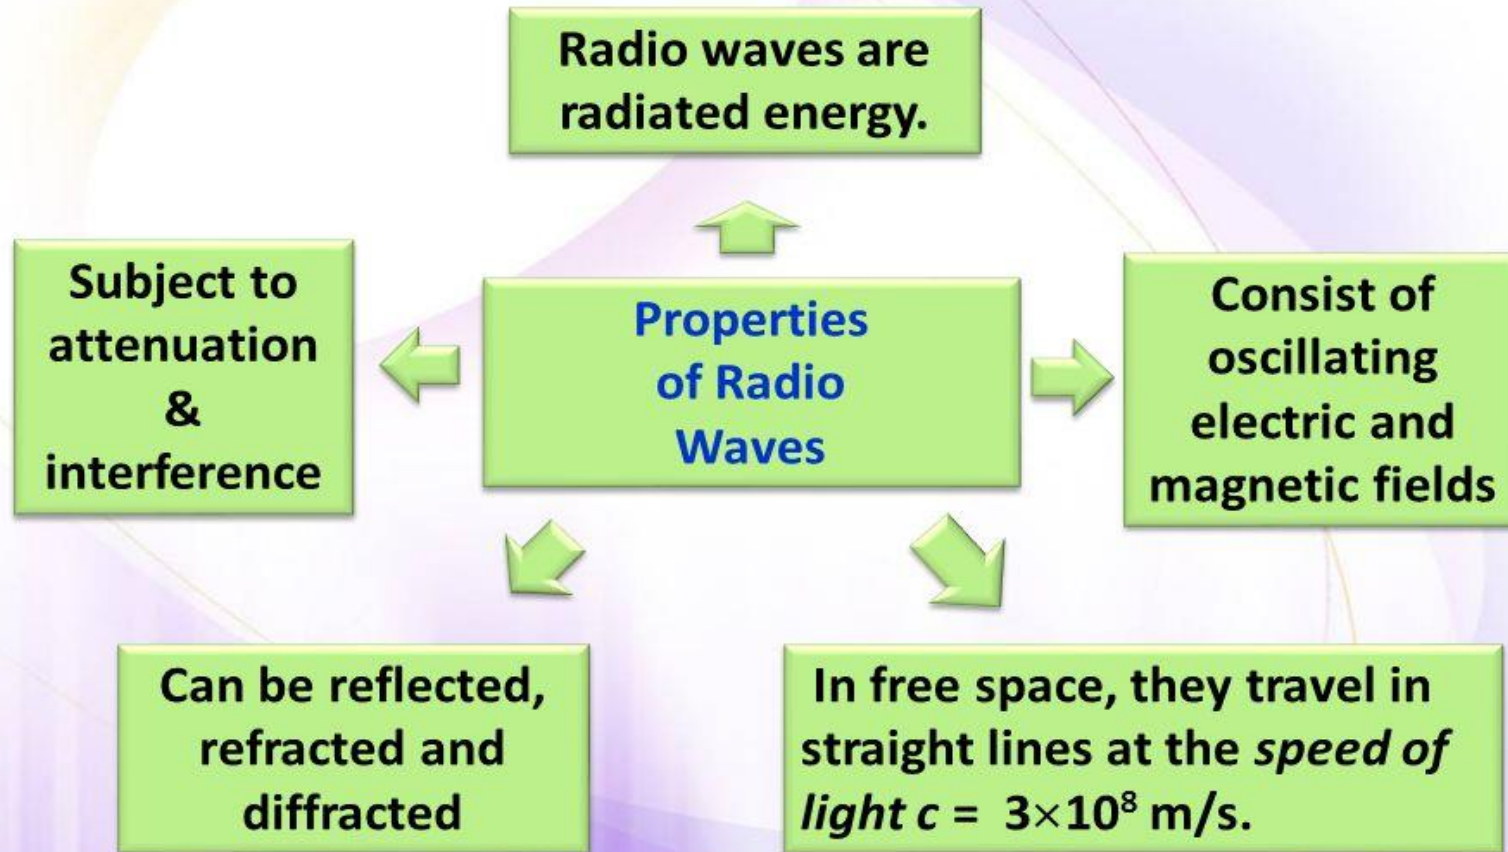 Radio waves are
radiated energy.
Subject to
attenuation
&
interference
Properties
of Radio
Waves
Consist of
oscillating
electric and
magnetic fields
Can be reflected,
refracted and
diffracted
In free space, they travel in
straight lines at the speed of
light c = 3×10⁸ m/s.